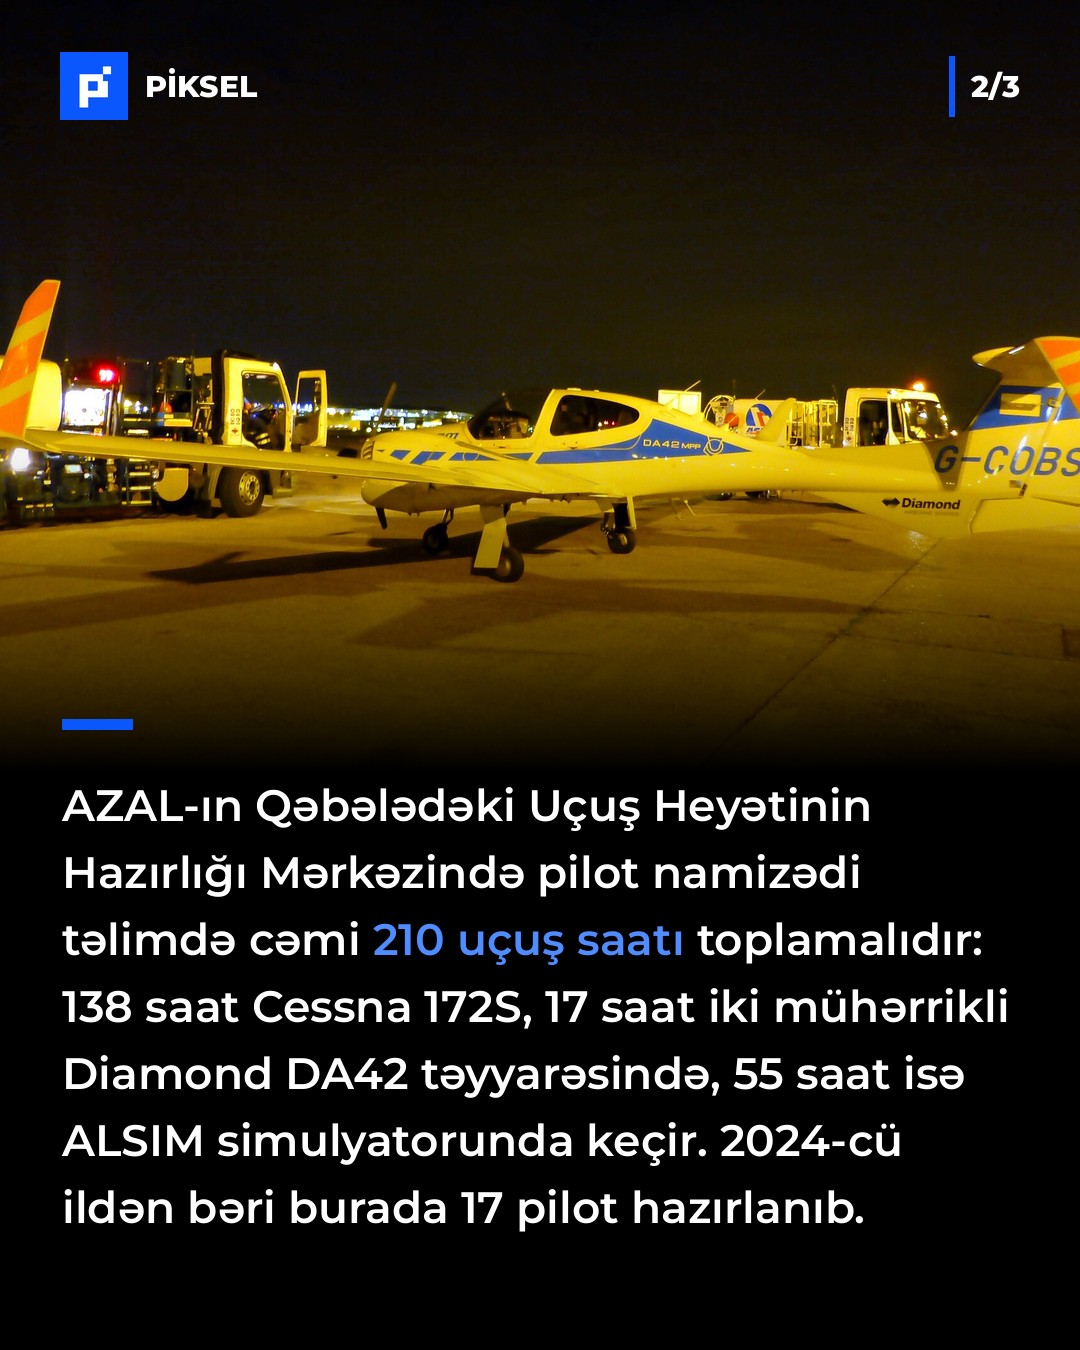 PİKSEL
2/3
DA42 MPP
G-COBS
Diamond
AZAL-ın Qəbələdəki Uçuş Heyətinin
Hazırlığı Mərkəzində pilot namizədi
təlimdə cəmi 210 uçuş saatı toplamalıdır:
138 saat Cessna 172S, 17 saat iki mühərrikli
Diamond DA42 təyyarəsində, 55 saat isə
ALSIM simulyatorunda keçir. 2024-cü
ildən bəri burada 17 pilot hazırlanıb.